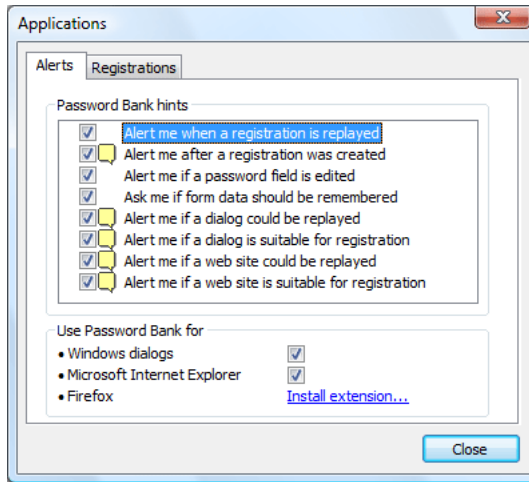 Applications
Alerts
Registrations
Password Bank hints
Alert me when a registration is replayed
Alert me after a registration was created
Alert me if a password field is edited
Ask me if form data should be remembered
Alert me if a dialog could be replayed
Alert me if a dialog is suitable for registration
Alert me if a web site could be replayed
Alert me if a web site is suitable for registration
Use Password Bank for
• Windows dialogs
• Microsoft Internet Explorer
• Firefox Install extension...
Close